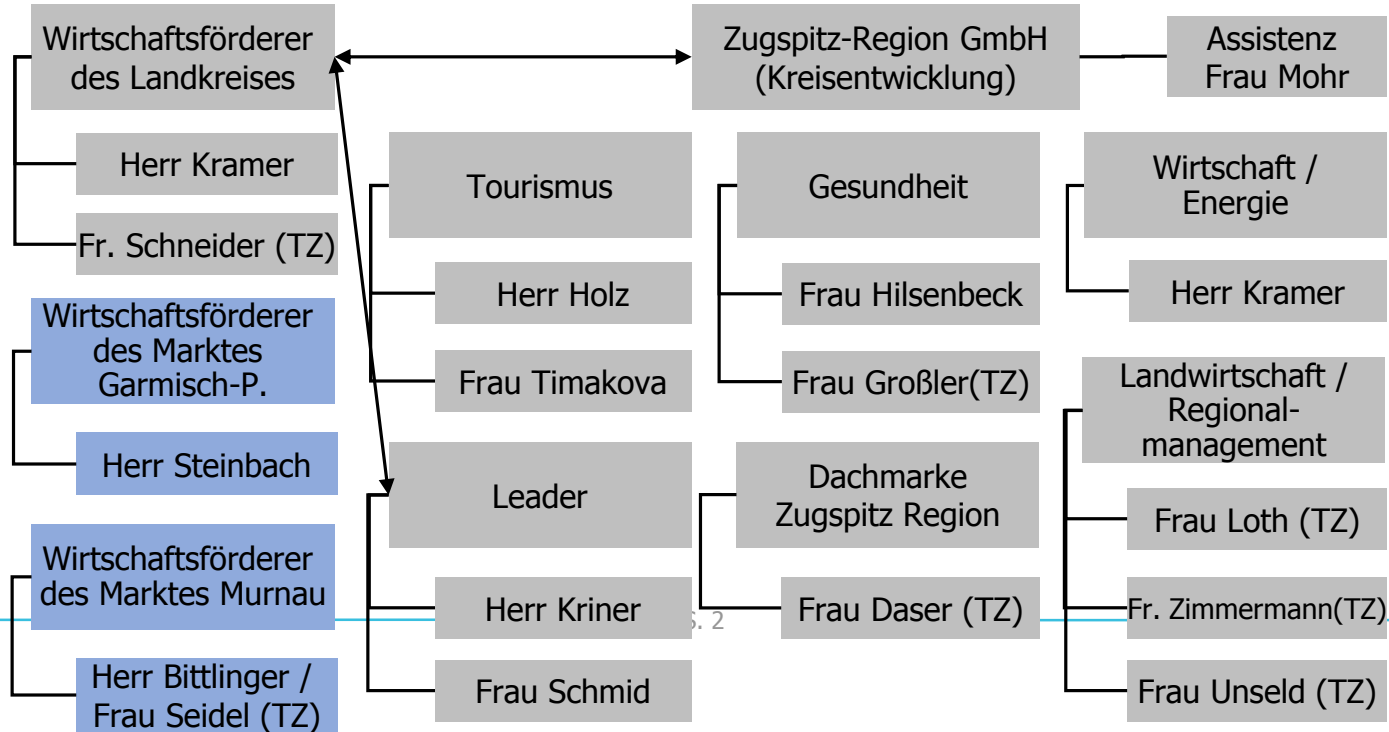 Wirtschaftsförderer
des Landkreises
Zugspitz-Region GmbH
(Kreisentwicklung)
Assistenz
Frau Mohr
Herr Kramer
Fr. Schneider (TZ)
Tourismus
Herr Holz
Frau Timakova
Gesundheit
Frau Hilsenbeck
Frau Großler(TZ)
Wirtschaft /
Energie
Herr Kramer
Wirtschaftsförderer
des Marktes
Garmisch-P.
Herr Steinbach
Landwirtschaft /
Regional-
management
Frau Loth (TZ)
Fr. Zimmermann(TZ)
Frau Unseld (TZ)
Leader
Herr Kriner
Frau Schmid
Dachmarke
Zugspitz Region
Frau Daser (TZ)
Wirtschaftsförderer
des Marktes Murnau
Herr Bittlinger /
Frau Seidel (TZ)
S. 2